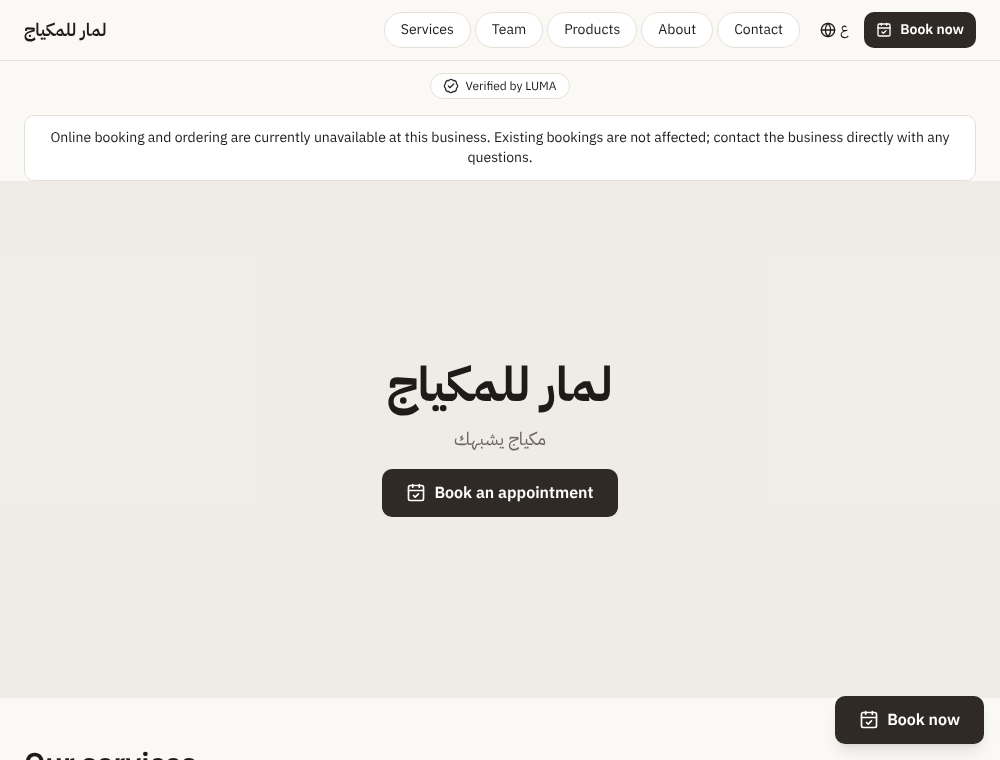 لمار للمكياج
Services
Team
Products
About
Contact
ع
Book now
Verified by LUMA
Online booking and ordering are currently unavailable at this business. Existing bookings are not affected; contact the business directly with any
questions.
لمار للمكياج
مكياج يشبهك
Book an appointment
Book now
Our services